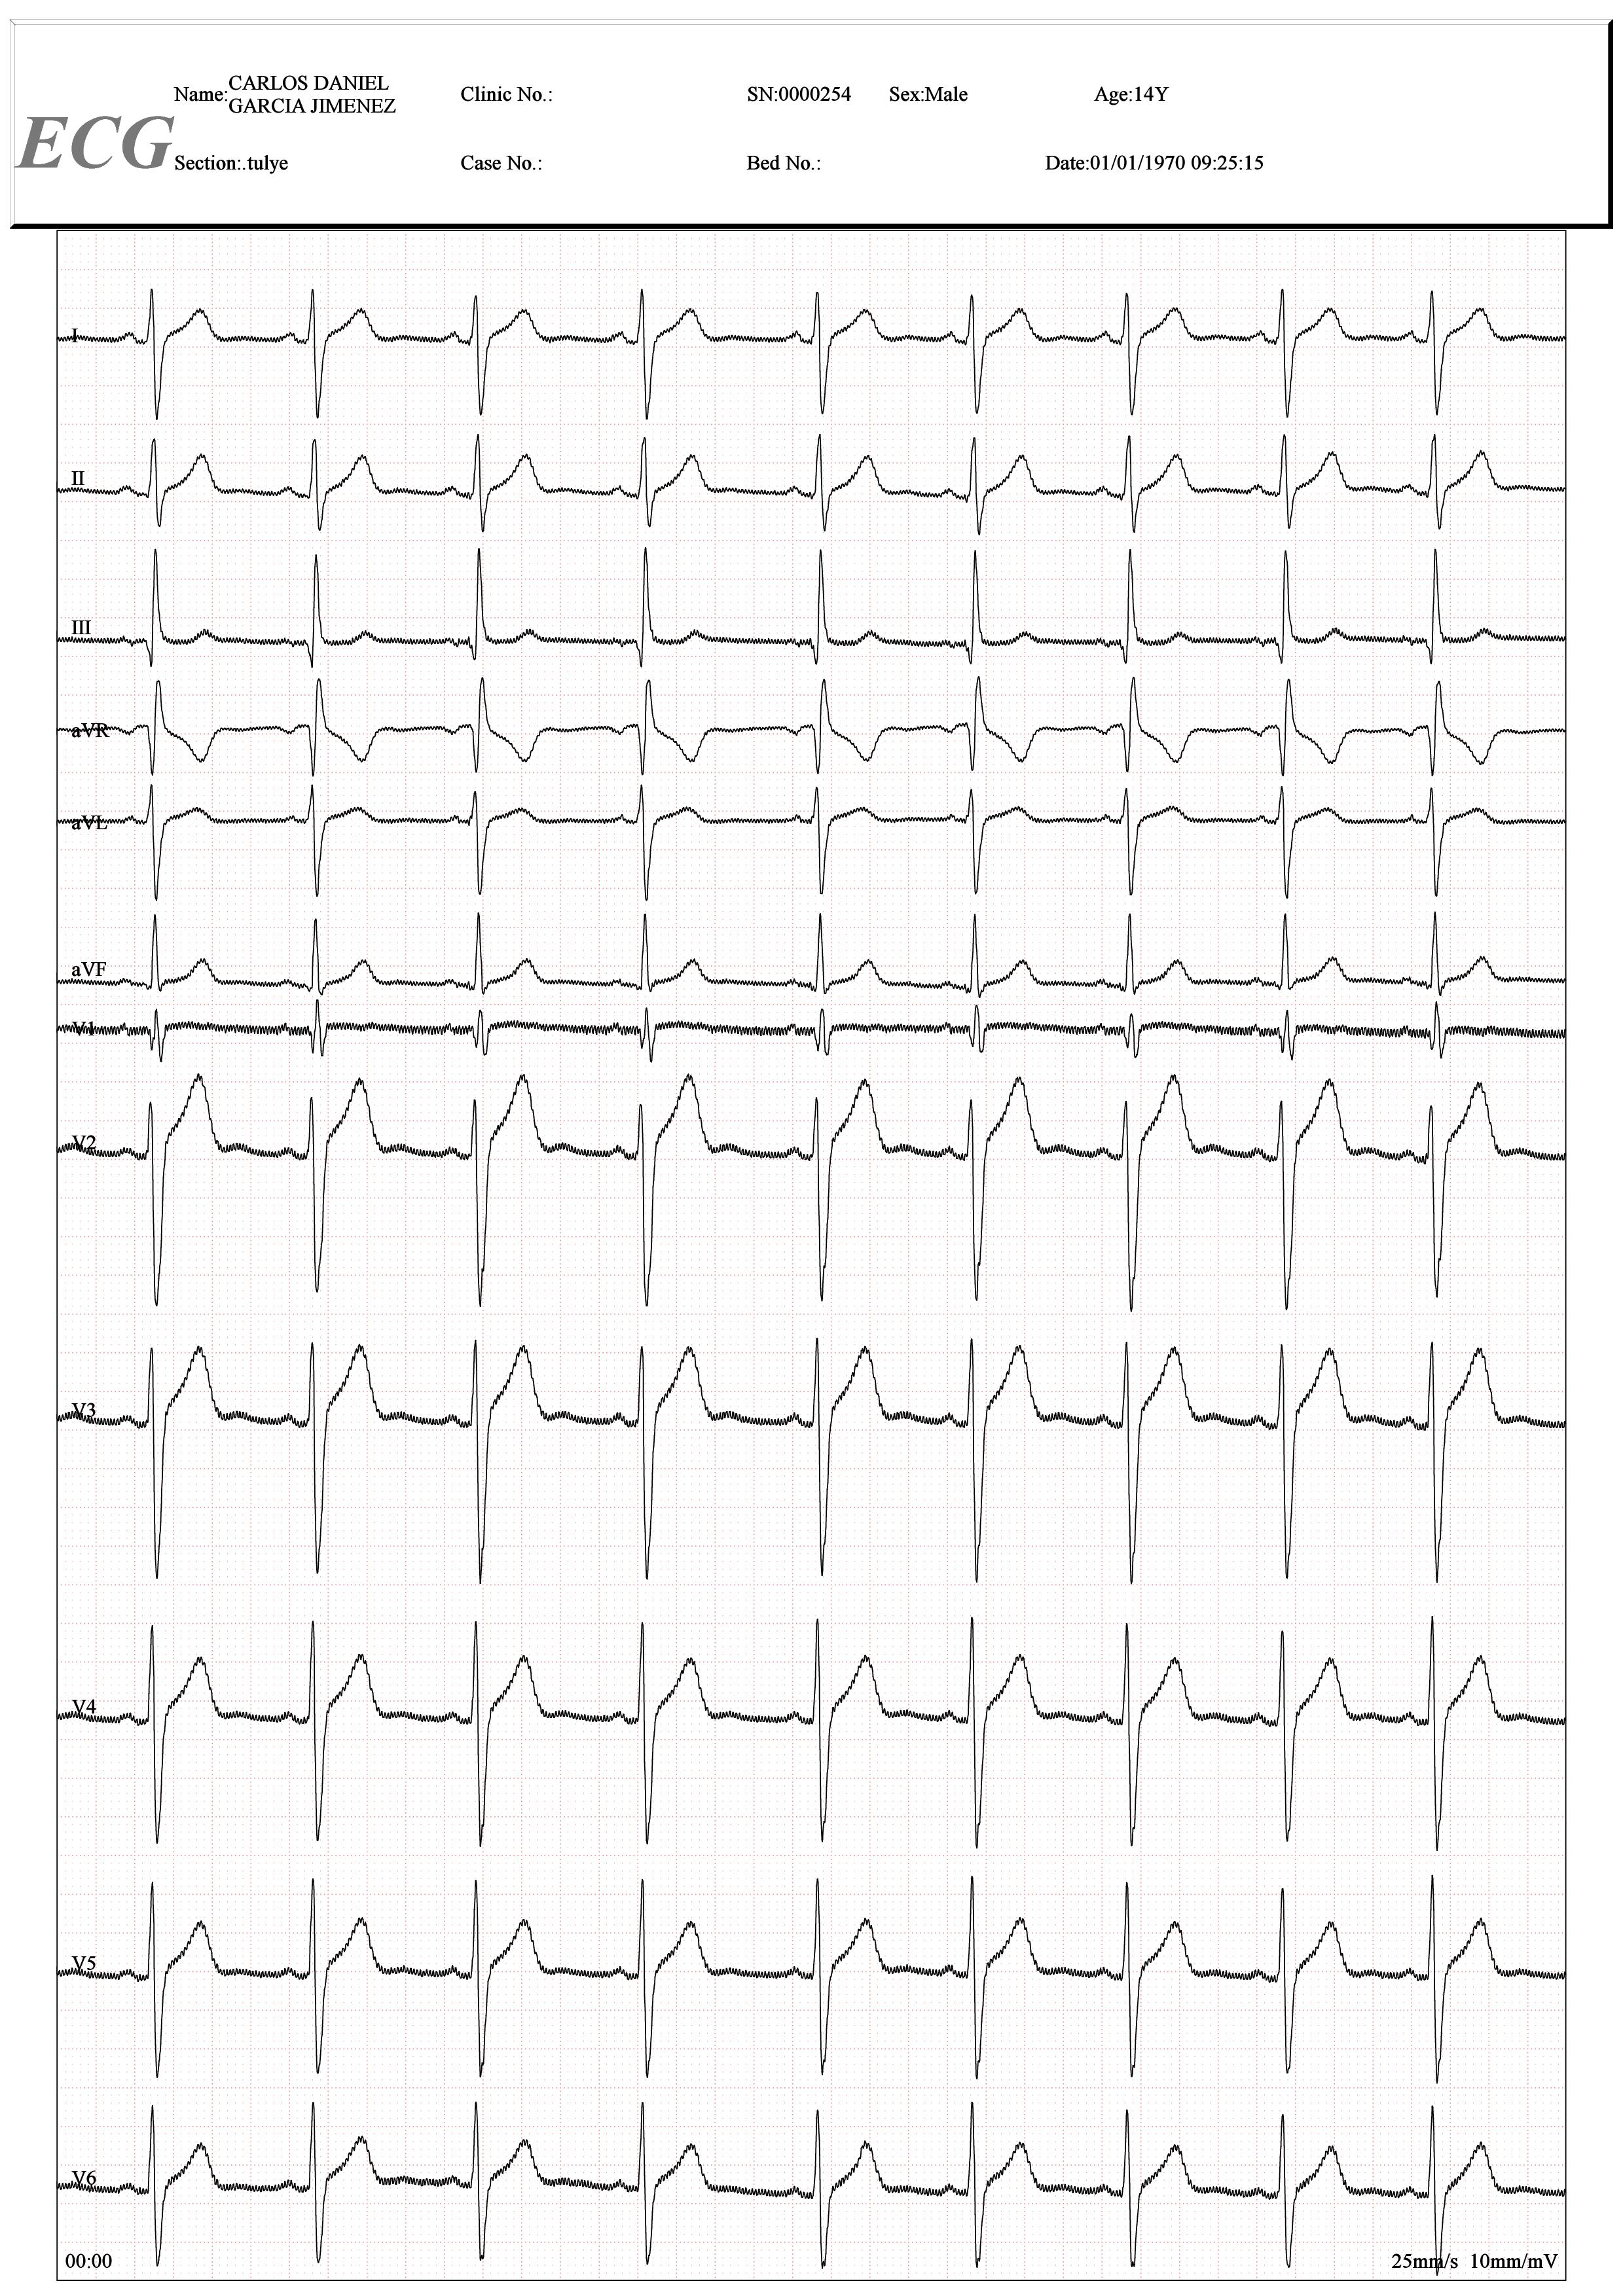 ECG
Name:CARLOS DANIEL GARCIA JIMENEZ
Clinic No.:
SN:0000254
Sex:Male
Age:14Y
Section:.tulye
Case No.:
Bed No.:
Date:01/01/1970 09:25:15
I
II
III
aVR
aVL
aVF
V1
V2
V3
V4
V5
V6
00:00
25mm/s 10mm/mV